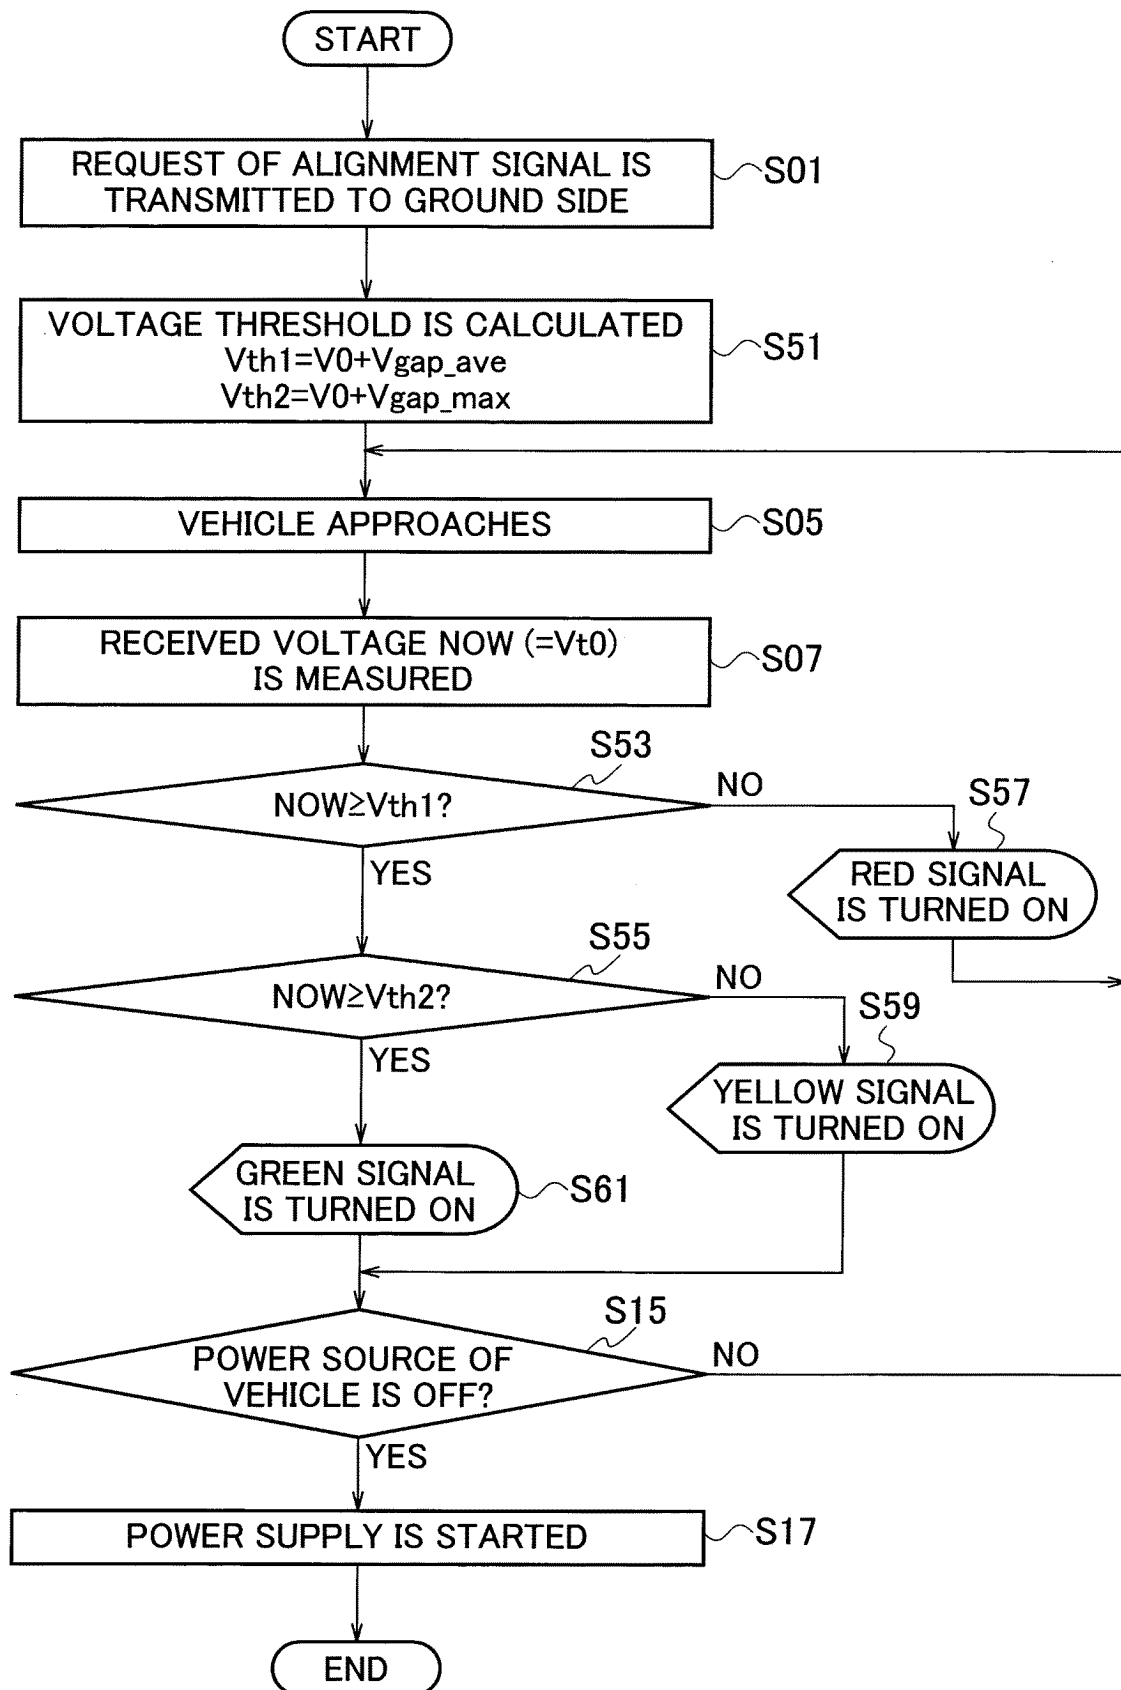 START
REQUEST OF ALIGNMENT SIGNAL IS
TRANSMITTED TO GROUND SIDE
S01
VOLTAGE THRESHOLD IS CALCULATED
Vth1=V0+Vgap_ave
Vth2=V0+Vgap_max
S51
VEHICLE APPROACHES
S05
RECEIVED VOLTAGE NOW (=Vt0)
IS MEASURED
S07
S53
NOW≥Vth1?
NO
YES
S57
RED SIGNAL
IS TURNED ON
S55
NOW≥Vth2?
NO
YES
S59
YELLOW SIGNAL
IS TURNED ON
GREEN SIGNAL
IS TURNED ON
S61
S15
POWER SOURCE OF
VEHICLE IS OFF?
NO
YES
POWER SUPPLY IS STARTED
S17
END